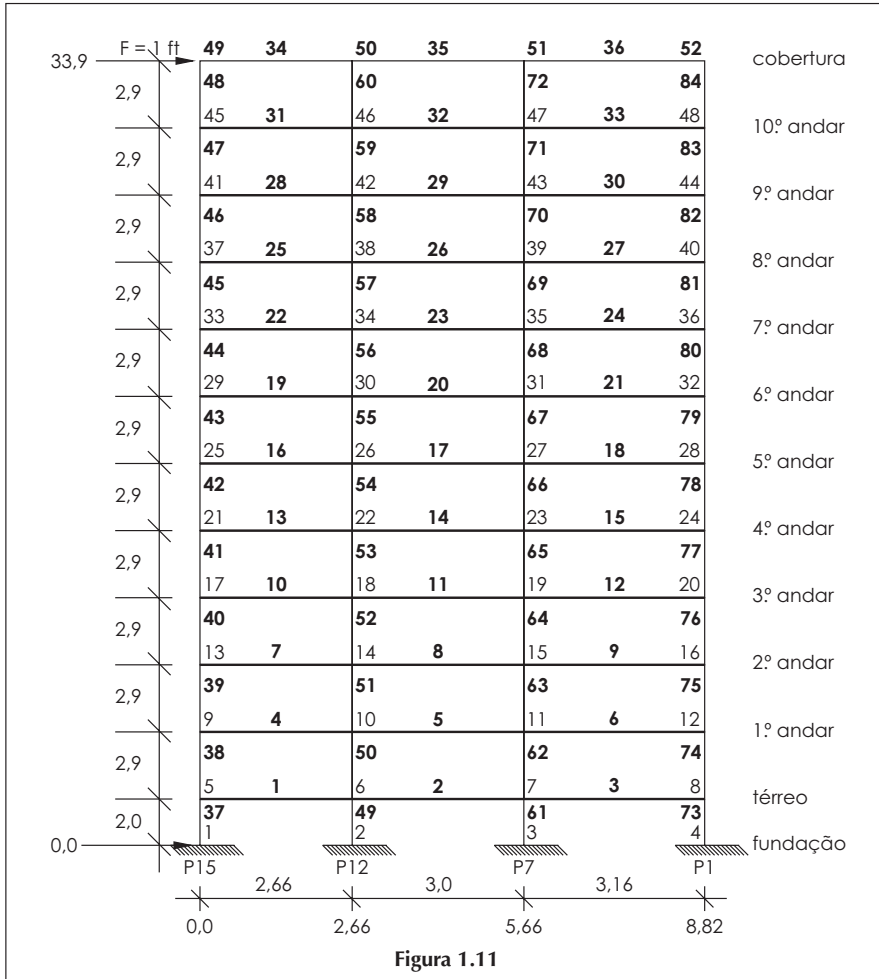 F = 1 ft 49 34 50 35 51 36 52
33,9 cobertura
48 60 72 84
2,9
45 31 46 32 47 33 48
10º andar
47 59 71 83
2,9
41 28 42 29 43 30 44
9º andar
46 58 70 82
2,9
37 25 38 26 39 27 40
8º andar
45 57 69 81
2,9
33 22 34 23 35 24 36
7º andar
44 56 68 80
2,9
29 19 30 20 31 21 32
6º andar
43 55 67 79
2,9
25 16 26 17 27 18 28
5º andar
42 54 66 78
2,9
21 13 22 14 23 15 24
4º andar
41 53 65 77
2,9
17 10 18 11 19 12 20
3º andar
40 52 64 76
2,9
13 7 14 8 15 9 16
2º andar
39 51 63 75
2,9
9 4 10 5 11 6 12
1º andar
38 50 62 74
2,9
5 1 6 2 7 3 8
térreo
37 49 61 73
2,0
1 2 3 4
0,0 fundação
P15 P12 P7 P1
2,66 3,0 3,16
0,0 2,66 5,66 8,82
Figura 1.11